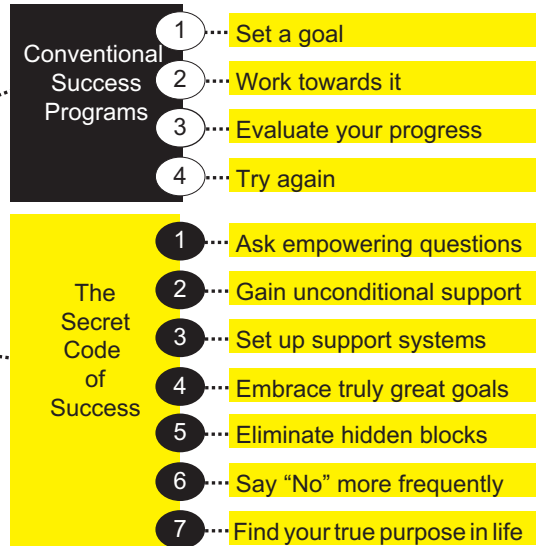 Conventional
Success
Programs
1 Set a goal
2 Work towards it
3 Evaluate your progress
4 Try again
The
Secret
Code
of
Success
1 Ask empowering questions
2 Gain unconditional support
3 Set up support systems
4 Embrace truly great goals
5 Eliminate hidden blocks
6 Say “No” more frequently
7 Find your true purpose in life